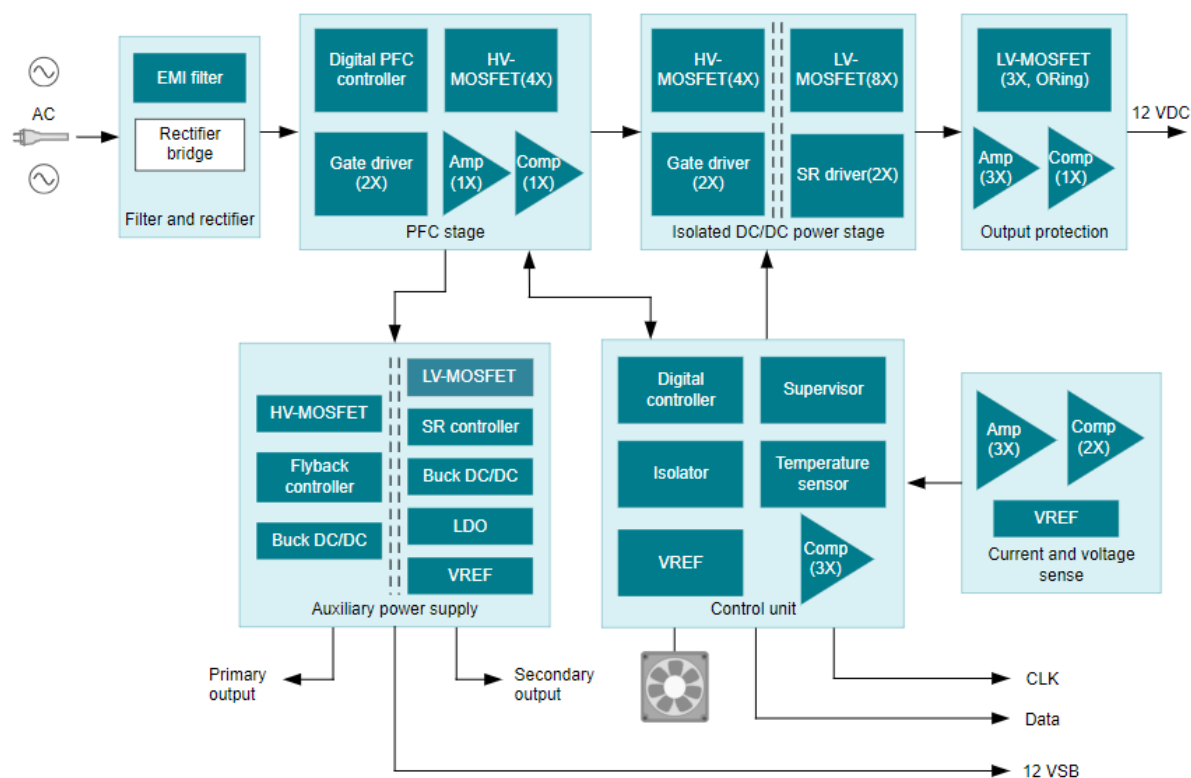 AC
EMI filter
Rectifier
bridge
Filter and rectifier
Digital PFC
controller
HV-
MOSFET(4X)
Gate driver
(2X)
Amp
(1X)
Comp
(1X)
PFC stage
HV-
MOSFET(4X)
LV-
MOSFET(8X)
Gate driver
(2X)
SR driver(2X)
Isolated DC/DC power stage
LV-MOSFET
(3X, ORing)
Amp
(3X)
Comp
(1X)
Output protection
12 VDC
HV-MOSFET
Flyback
controller
Buck DC/DC
LV-MOSFET
SR controller
Buck DC/DC
LDO
VREF
Auxiliary power supply
Digital
controller
Supervisor
Isolator
Temperature
sensor
VREF
Comp
(3X)
Control unit
Amp
(3X)
Comp
(2X)
VREF
Current and voltage
sense
Primary
output
Secondary
output
CLK
Data
12 VSB